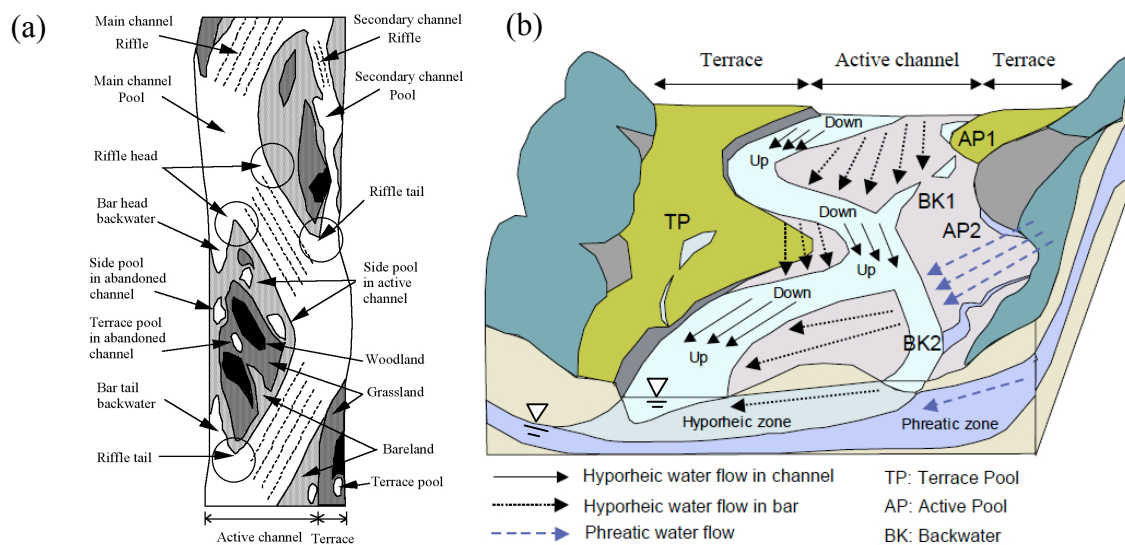 (a)
Main channel
Riffle
Secondary channel
Riffle
Main channel
Pool
Secondary channel
Pool
Riffle head
Bar head
backwater
Riffle tail
Side pool
in abandoned
channel
Side pool
in active
channel
Terrace pool
in abandoned
channel
Woodland
Grassland
Bar tail
backwater
Bareland
Riffle tail
Terrace pool
Active channel
Terrace
(b)
Terrace
Active channel
Terrace
Down
Up
AP1
BK1
TP
Down
AP2
Up
Down
Up
BK2
Hyporheic zone
Phreatic zone
Hyporheic water flow in channel
Hyporheic water flow in bar
Phreatic water flow
TP: Terrace Pool
AP: Active Pool
BK: Backwater